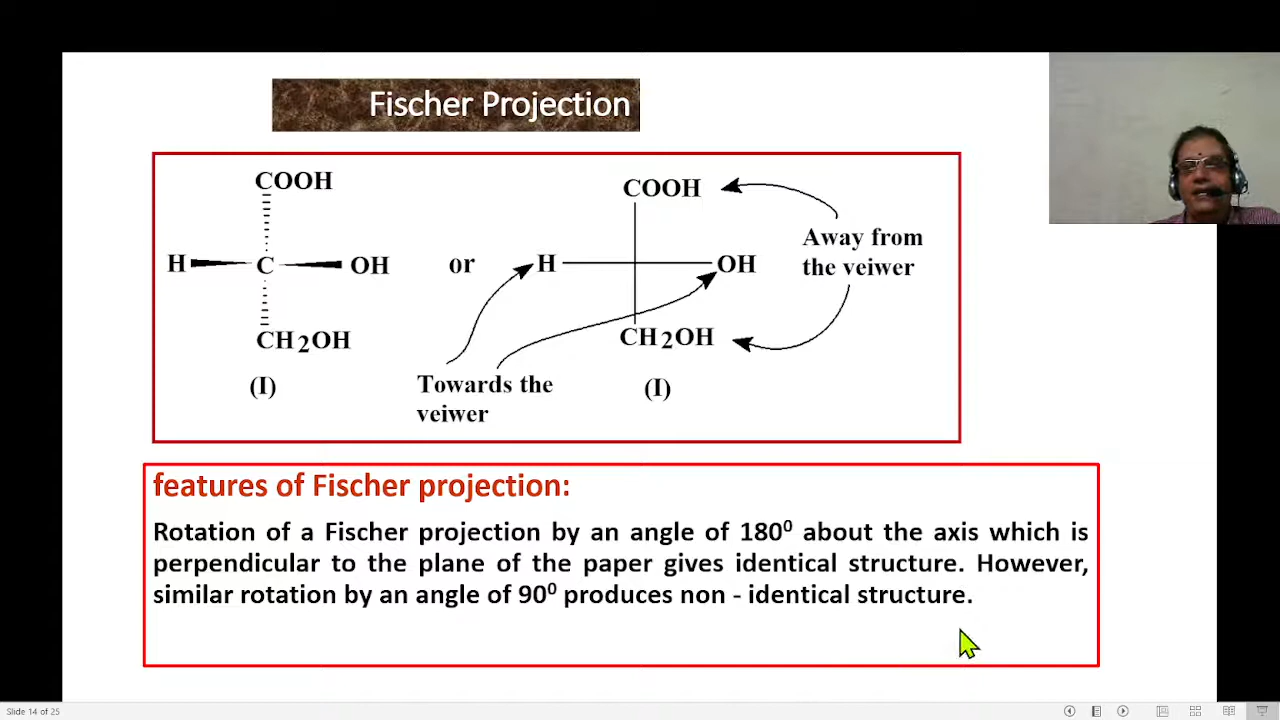 Fischer Projection
COOH
H C OH
CH2OH
(I)
or
COOH
H OH
CH2OH
(I)
Away from
the veiwer
Towards the
veiwer
features of Fischer projection:
Rotation of a Fischer projection by an angle of 180⁰ about the axis which is
perpendicular to the plane of the paper gives identical structure. However,
similar rotation by an angle of 90⁰ produces non - identical structure.
Slide 14 of 25